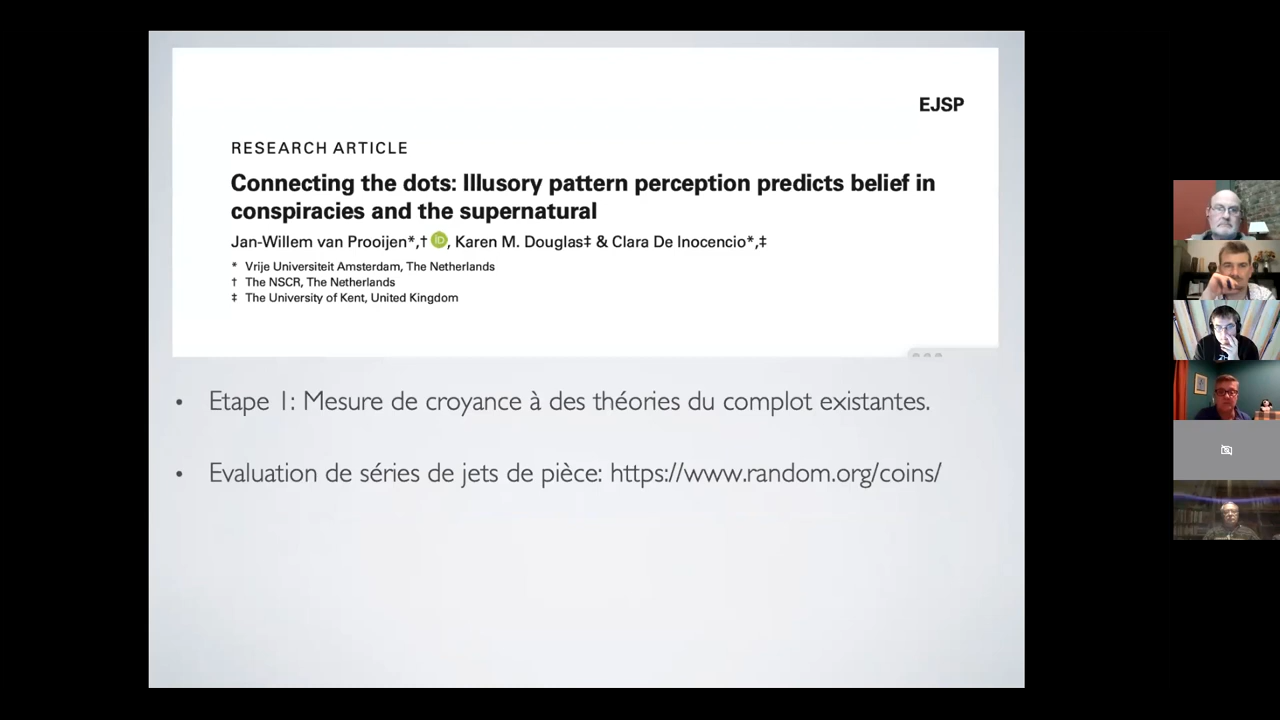 EJSP
RESEARCH ARTICLE
Connecting the dots: Illusory pattern perception predicts belief in
conspiracies and the supernatural
Jan-Willem van Prooijen*,† iD, Karen M. Douglas‡ & Clara De Inocencio*,‡
* Vrije Universiteit Amsterdam, The Netherlands
† The NSCR, The Netherlands
‡ The University of Kent, United Kingdom
• Etape 1: Mesure de croyance à des théories du complot existantes.
• Evaluation de séries de jets de pièce: https://www.random.org/coins/